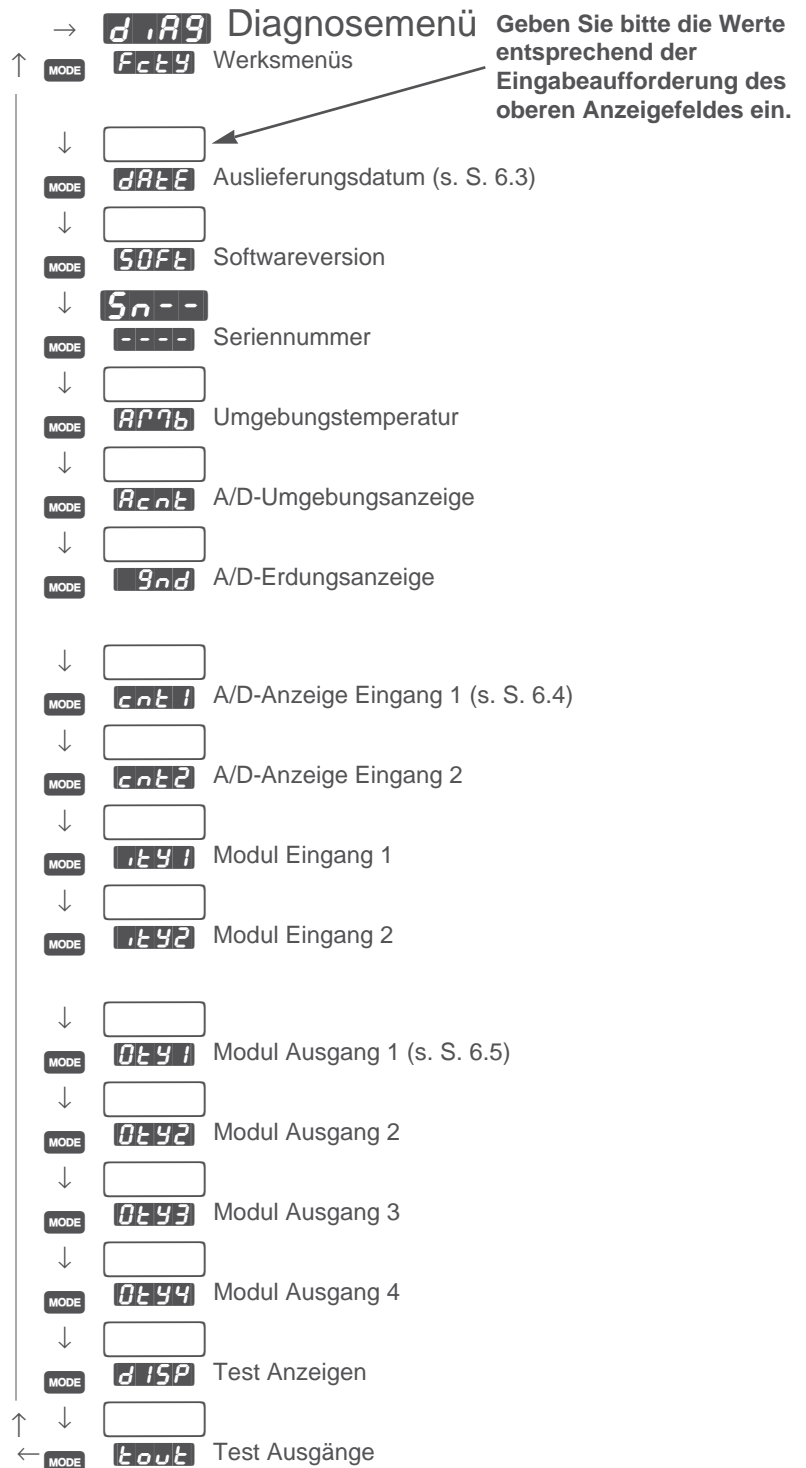 → diAg Diagnosemenü
Geben Sie bitte die Werte
entsprechend der
Eingabeaufforderung des
oberen Anzeigefeldes ein.
↑ MODE Fcty Werksmenüs
↓
MODE dAtE Auslieferungsdatum (s. S. 6.3)
↓
MODE SOFt Softwareversion
↓ Sn--
MODE ---- Seriennummer
↓
MODE AMb Umgebungstemperatur
↓
MODE Acnt A/D-Umgebungsanzeige
↓
MODE gnd A/D-Erdungsanzeige
↓
MODE cnt1 A/D-Anzeige Eingang 1 (s. S. 6.4)
↓
MODE cnt2 A/D-Anzeige Eingang 2
↓
MODE ity1 Modul Eingang 1
↓
MODE ity2 Modul Eingang 2
↓
MODE Oty1 Modul Ausgang 1 (s. S. 6.5)
↓
MODE Oty2 Modul Ausgang 2
↓
MODE Oty3 Modul Ausgang 3
↓
MODE Oty4 Modul Ausgang 4
↓
MODE dISP Test Anzeigen
↑ ↓
← MODE tout Test Ausgänge